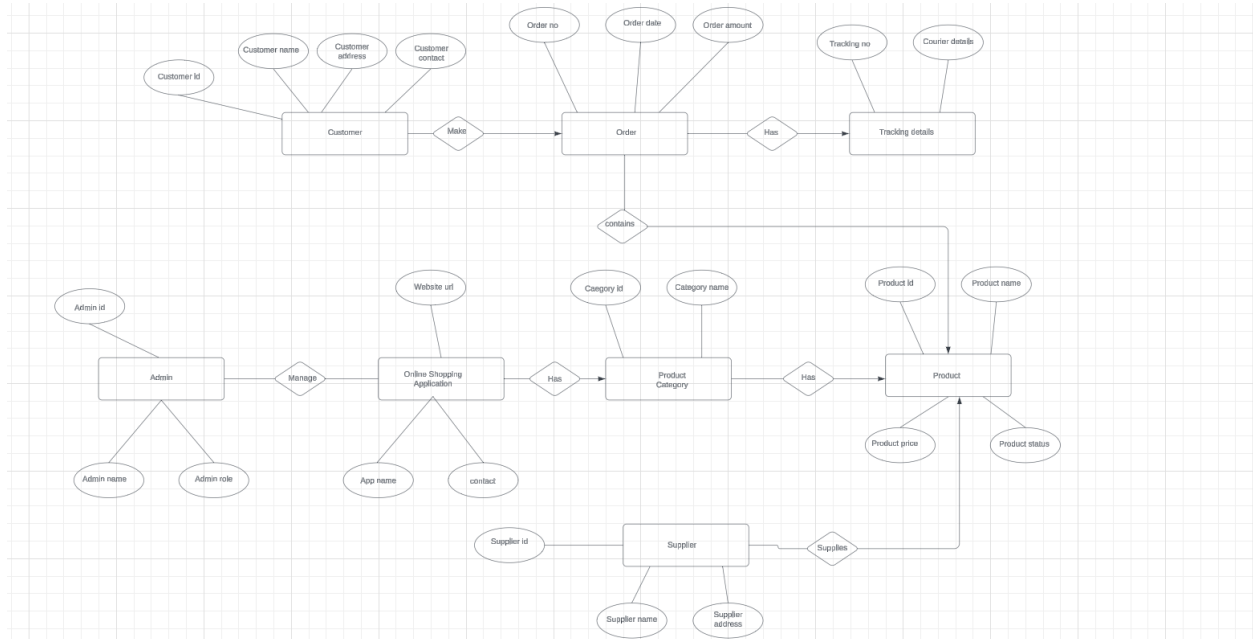 Order no
Order date
Order amount
Customer name
Customer
address
Customer
contact
Tracking no
Courier details
Customer Id
Customer
Make
Order
Has
Tracking details
contains
Admin id
Website url
Caegory Id
Category name
Product Id
Product name
Admin
Manage
Online Shopping
Application
Has
Product
Category
Has
Product
Product price
Product status
Admin name
Admin role
App name
contact
Supplier id
Supplier
Supplies
Supplier name
Supplier
address